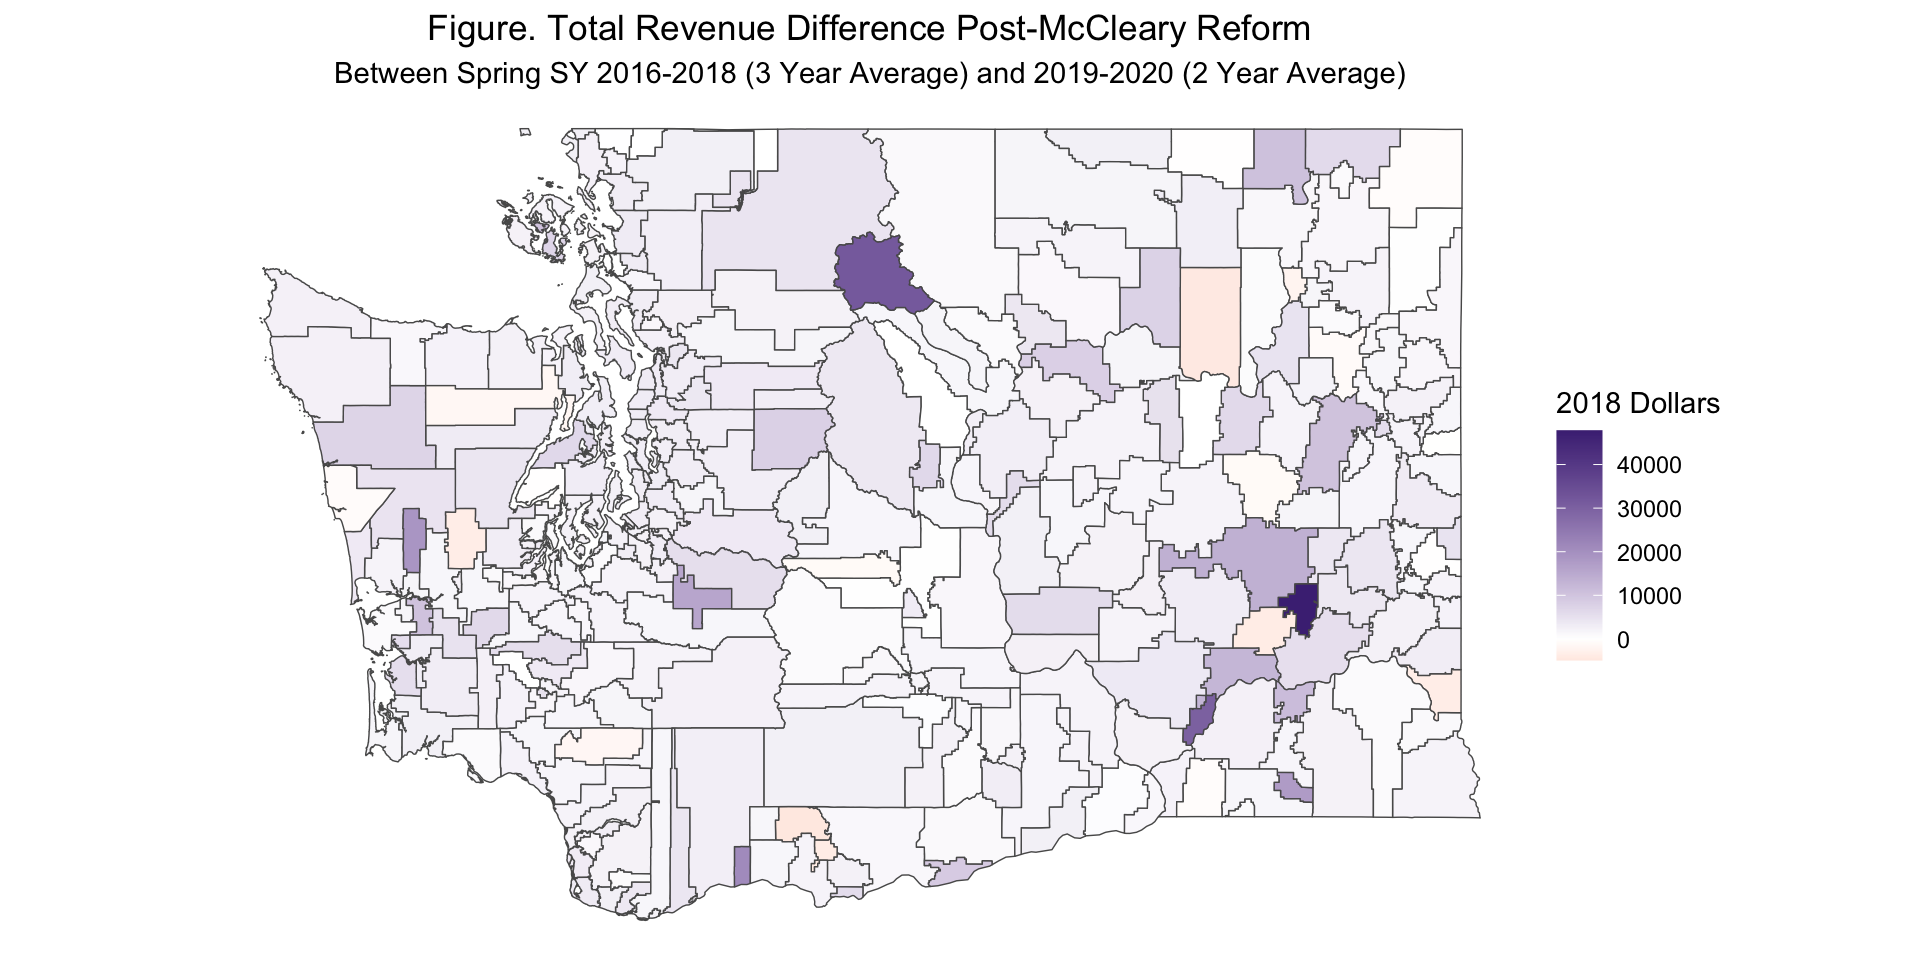 Figure. Total Revenue Difference Post-McCleary Reform
Between Spring SY 2016-2018 (3 Year Average) and 2019-2020 (2 Year Average)
2018 Dollars
40000
30000
20000
10000
0